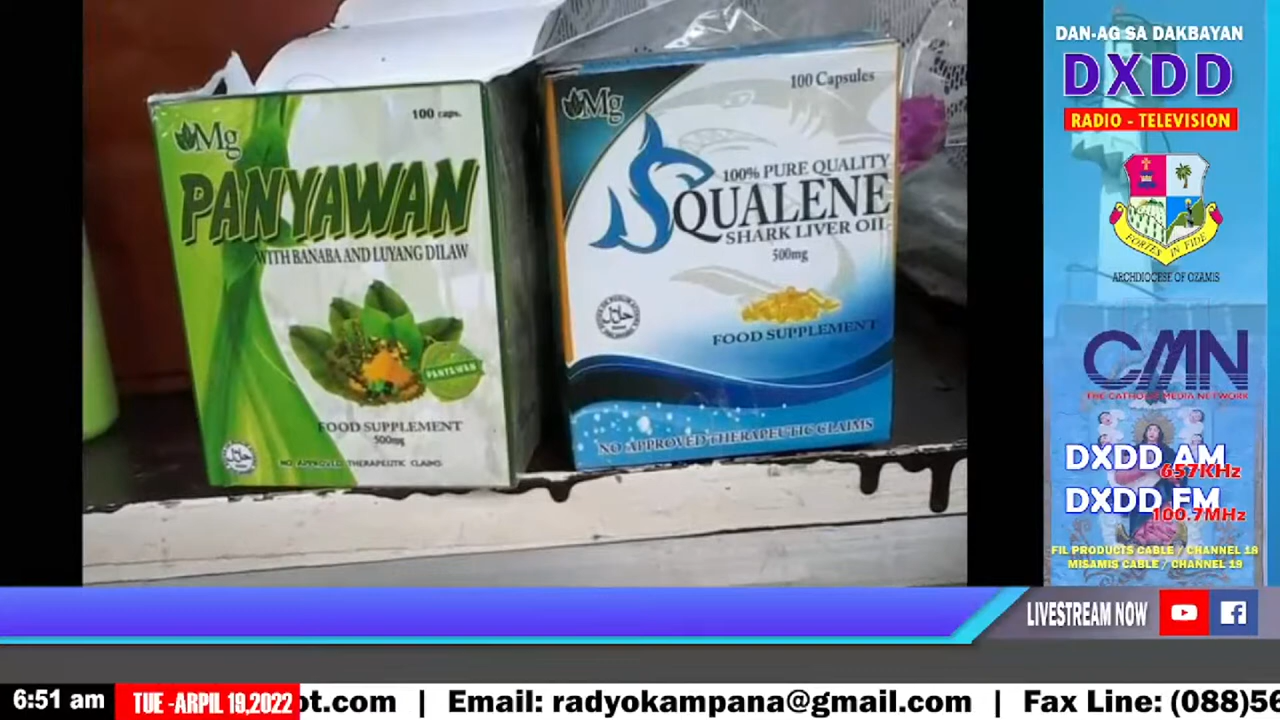 Mg
100 caps.
PANYAWAN
WITH BANABA AND LUYANG DILAW
PANYAWAN
FOOD SUPPLEMENT
500mg
NO APPROVED THERAPEUTIC CLAIMS
Mg
100 Capsules
100% PURE QUALITY
SQUALENE
SHARK LIVER OIL
500mg
FOOD SUPPLEMENT
NO APPROVED THERAPEUTIC CLAIMS
DAN-AG SA DAKBAYAN
DXDD
RADIO - TELEVISION
FORTES IN FIDE
ARCHDIOCESE OF OZAMIS
CMN
THE CATHOLIC MEDIA NETWORK
DXDD AM
657KHz
DXDD FM
100.7MHz
FIL PRODUCTS CABLE / CHANNEL 18
MISAMIS CABLE / CHANNEL 19
LIVESTREAM NOW
6:51 am
TUE -ARPIL 19,2022
ot.com | Email: radyokampana@gmail.com | Fax Line: (088)56